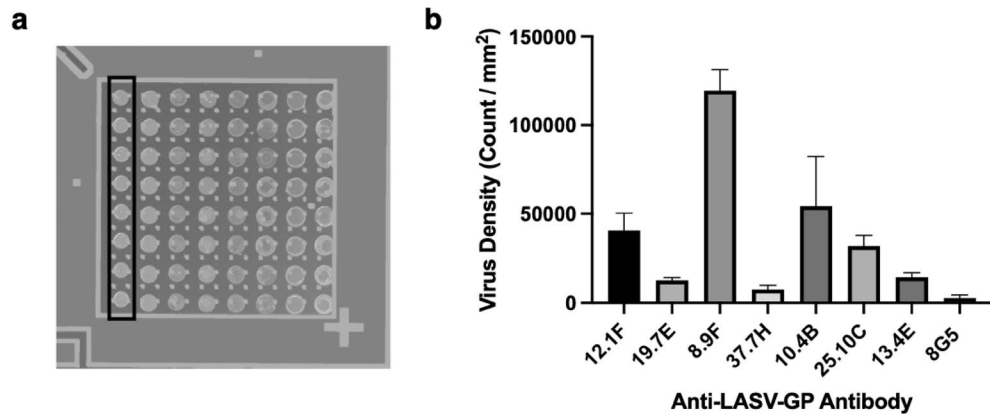 a
b
Virus Density (Count / mm²)
150000
100000
50000
0
12.1F
19.7E
8.9F
37.7H
10.4B
25.10C
13.4E
8G5
Anti-LASV-GP Antibody